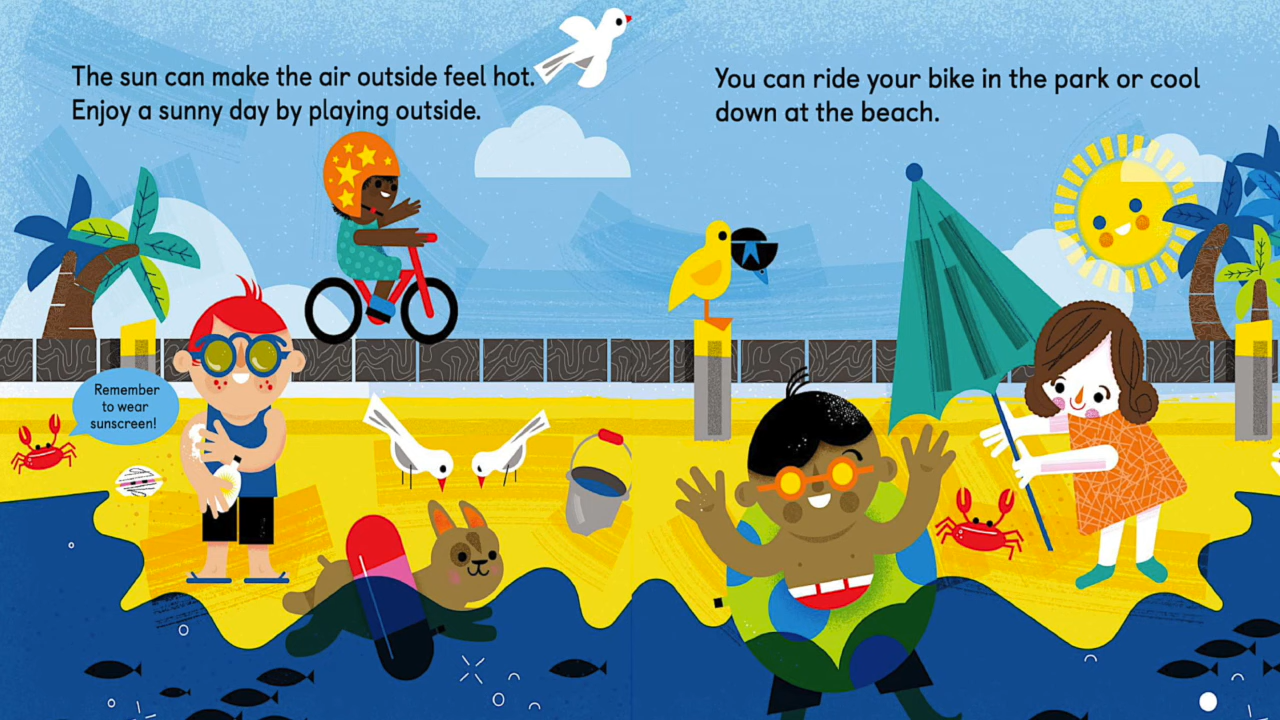 The sun can make the air outside feel hot.
Enjoy a sunny day by playing outside.
You can ride your bike in the park or cool
down at the beach.
Remember
to wear
sunscreen!